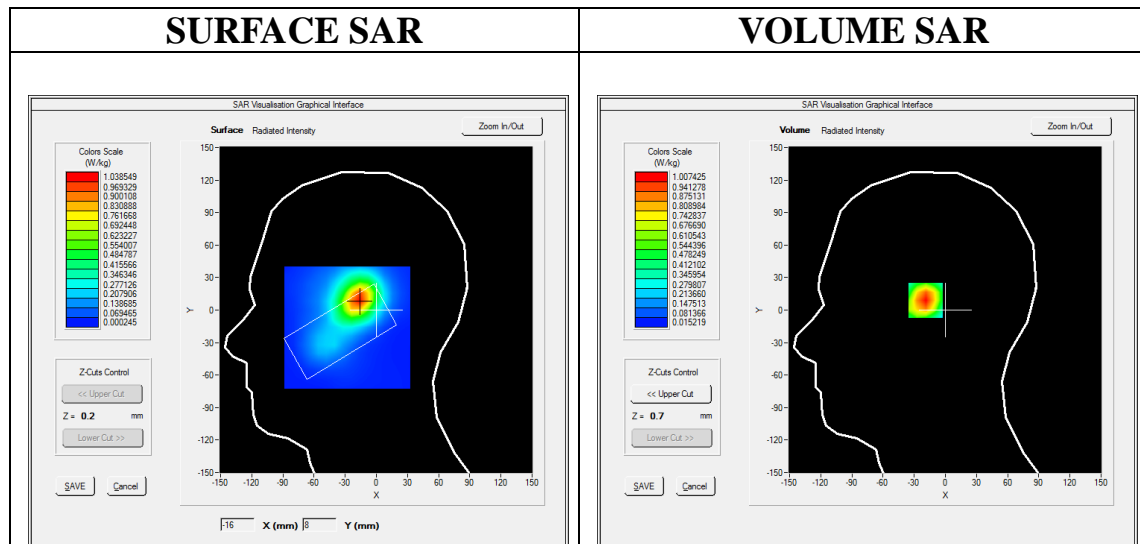 SURFACE SAR
VOLUME SAR
SAR Visualisation Graphical Interface
Surface Radiated Intensity
Zoom In/Out
Colors Scale
(W/kg)
1.038549
0.969329
0.900108
0.830888
0.761668
0.692448
0.623227
0.554007
0.484787
0.415566
0.346346
0.277126
0.207906
0.138685
0.069465
0.000245
Z-Cuts Control
<< Upper Cut
Z = 0.2 mm
Lower Cut >>
SAVE Cancel
150
120
90
60
30
0
-30
-60
-90
-120
-150
Y
-150 -120 -90 -60 -30 0 30 60 90 120 150
X
-16 X (mm) 8 Y (mm)
SAR Visualisation Graphical Interface
Volume Radiated Intensity
Zoom In/Out
Colors Scale
(W/kg)
1.007425
0.941278
0.875131
0.808984
0.742837
0.676690
0.610543
0.544396
0.478249
0.412102
0.345954
0.279807
0.213660
0.147513
0.081366
0.015219
Z-Cuts Control
<< Upper Cut
Z = 0.7 mm
Lower Cut >>
SAVE Cancel
150
120
90
60
30
0
-30
-60
-90
-120
-150
Y
-150 -120 -90 -60 -30 0 30 60 90 120 150
X